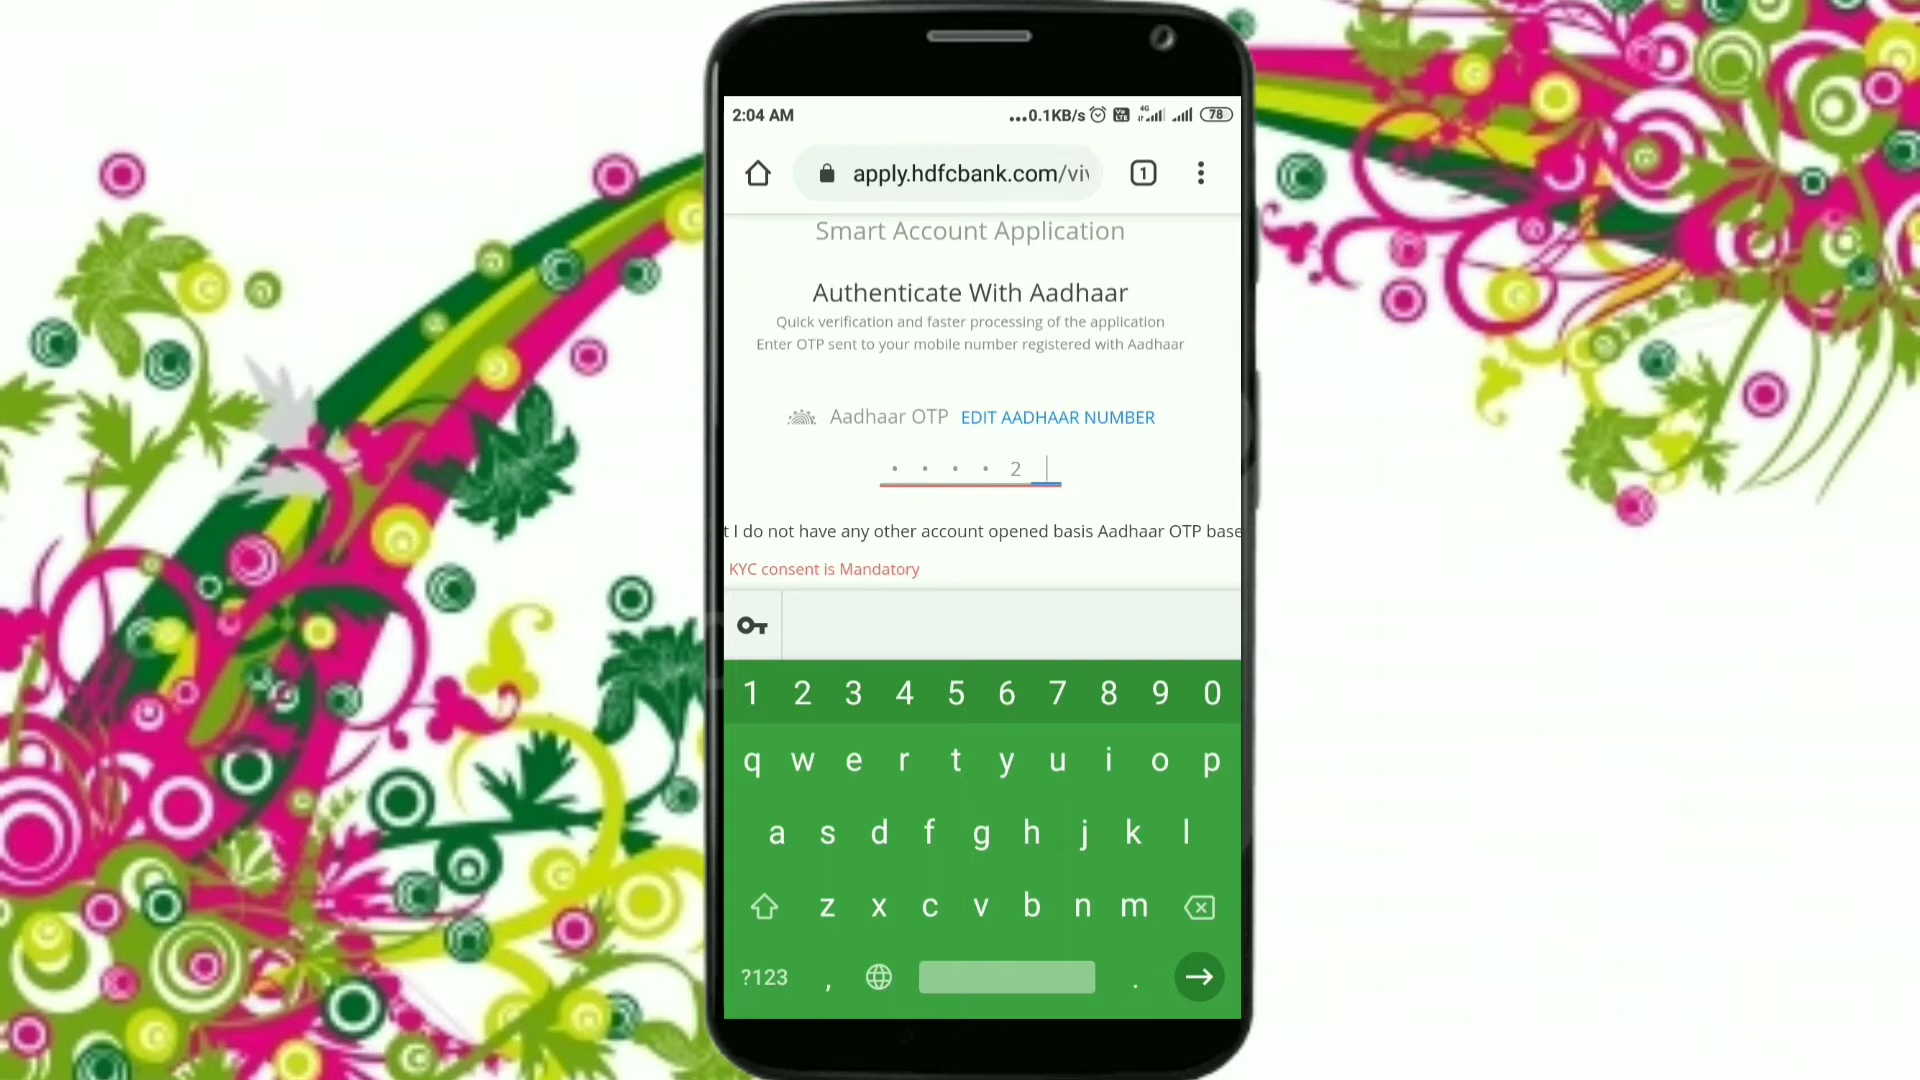 2:04 AM
...0.1KB/s 4G 78
apply.hdfcbank.com/viv
1
Smart Account Application
Authenticate With Aadhaar
Quick verification and faster processing of the application
Enter OTP sent to your mobile number registered with Aadhaar
Aadhaar OTP EDIT AADHAAR NUMBER
• • • • 2
t I do not have any other account opened basis Aadhaar OTP base
KYC consent is Mandatory
1 2 3 4 5 6 7 8 9 0
q w e r t y u i o p
a s d f g h j k l
z x c v b n m
?123 , .